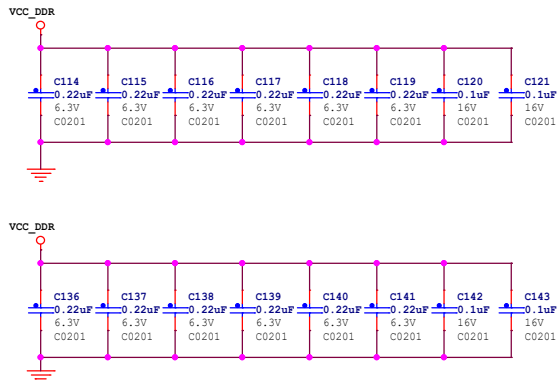 VCC_DDR
C114 C115 C116 C117 C118 C119 C120 C121
0.22uF 0.22uF 0.22uF 0.22uF 0.22uF 0.22uF 0.1uF 0.1uF
6.3V 6.3V 6.3V 6.3V 6.3V 6.3V 16V 16V
C0201 C0201 C0201 C0201 C0201 C0201 C0201 C0201
VCC_DDR
C136 C137 C138 C139 C140 C141 C142 C143
0.22uF 0.22uF 0.22uF 0.22uF 0.22uF 0.22uF 0.1uF 0.1uF
6.3V 6.3V 6.3V 6.3V 6.3V 6.3V 16V 16V
C0201 C0201 C0201 C0201 C0201 C0201 C0201 C0201